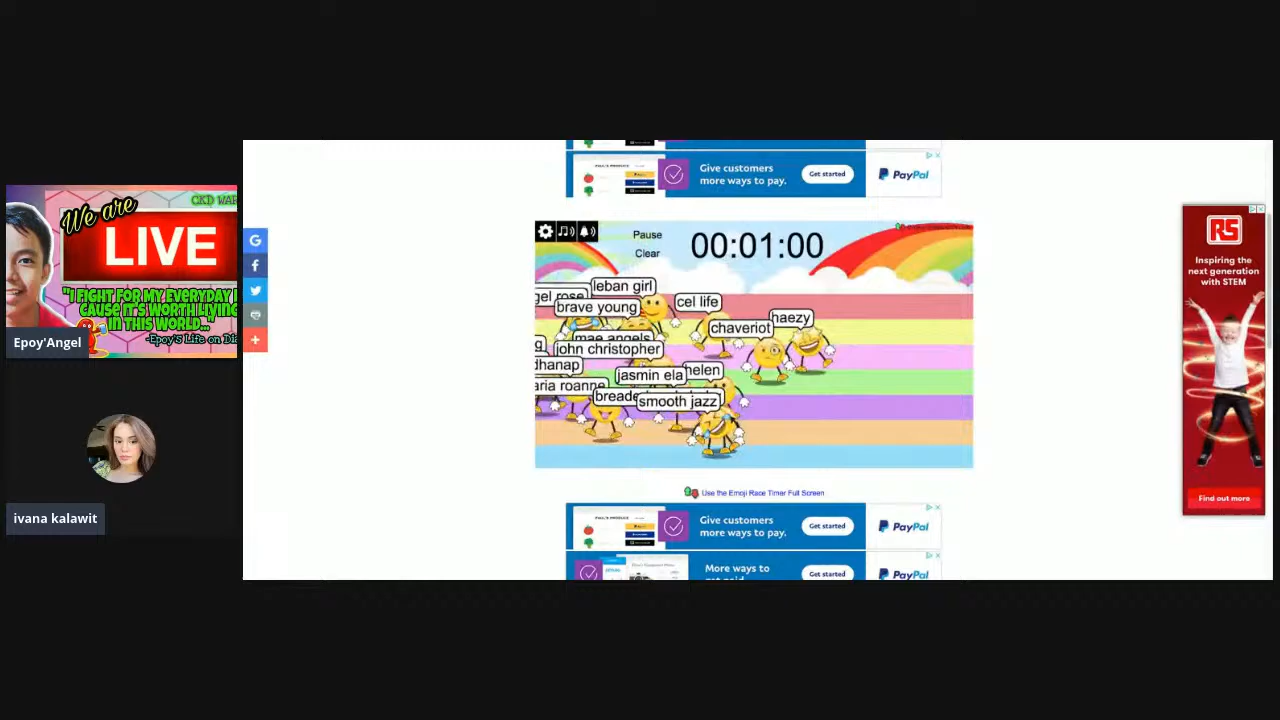 Give customers
more ways to pay.
Get started
PayPal
We are
LIVE
"I FIGHT FOR MY EVERYDAY
CAUSE IT'S WORTH LIVING
IN THIS WORLD..."
-Epoy's Life on
Epoy'Angel
ivana kalawit
Pause
Clear
00:01:00
leban girl
gel rose
brave young
cel life
haezy
chaveriot
mae angels
john christopher
dhanap
helen
jasmin ela
aria roanne
breade
smooth jazz
Use the Emoji Race Timer Full Screen
Give customers
more ways to pay.
Get started
PayPal
More ways to
Get started
PayPal
RS
Inspiring the
next generation
with STEM
Find out more